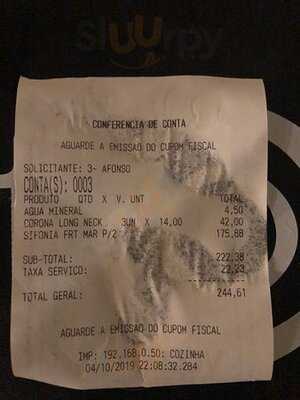 sluurpy
CONFERENCIA DE CONTA
AGUARDE A EMISSAO DO CUPOM FISCAL
SOLICITANTE: 3- AFONSO
CONTA(S): 0003
PRODUTO QTD X V. UNT TOTAL
AGUA MINERAL 4,50
CORONA LONG NECK 3UN X 14,00 42,00
SIFONIA FRT MAR P/2 175,88
SUB-TOTAL: 222,38
TAXA SERVICO: 22,23
TOTAL GERAL: 244,61
AGUARDE A EMISSAO DO CUPOM FISCAL
IMP: 192.168.0.50: COZINHA
04/10/2019 22:08:32.284